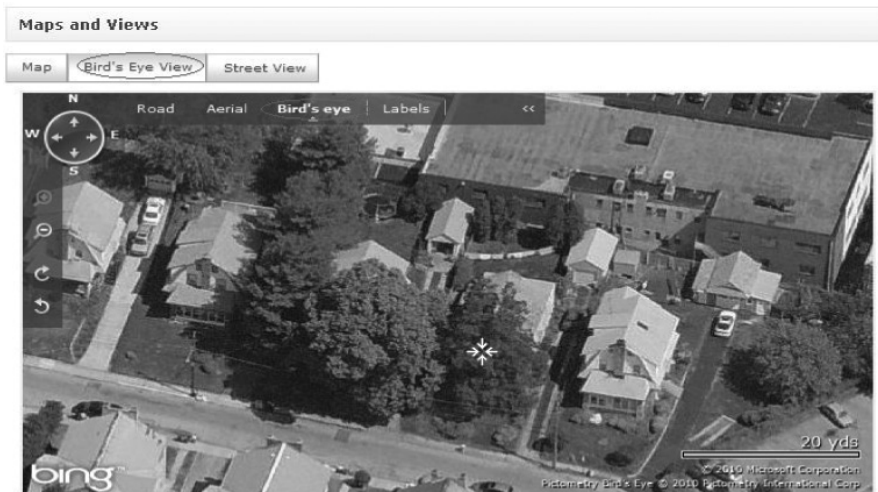 Maps and Views
Map Bird's Eye View Street View
N
Road Aerial Bird's eye Labels <<
W E
S
20 yds
bing™
© 2010 Microsoft Corporation
Pictometry Bird's Eye © 2010 Pictometry International Corp